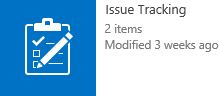 Issue Tracking
2 items
Modified 3 weeks ago